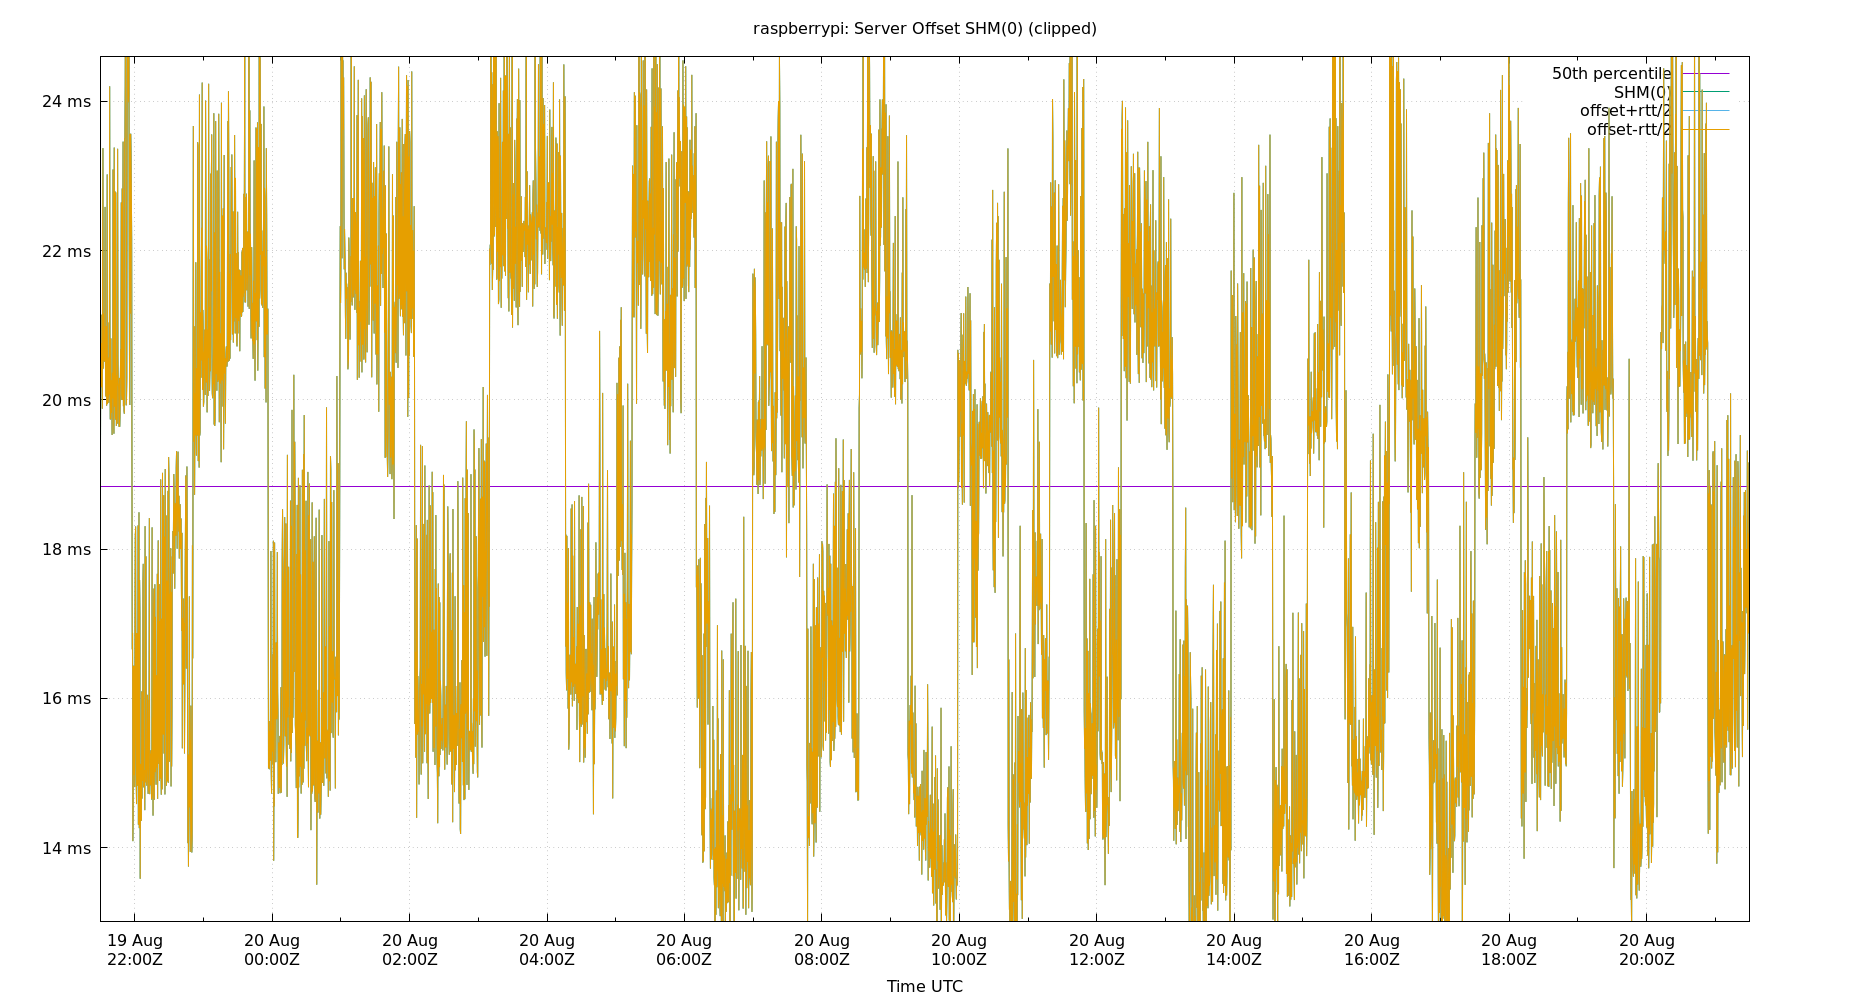 raspberrypi: Server Offset SHM(0) (clipped)
50th percentile
SHM(0)
offset+rtt/2
offset-rtt/2
24 ms
22 ms
20 ms
18 ms
16 ms
14 ms
19 Aug 20 Aug 20 Aug 20 Aug 20 Aug 20 Aug 20 Aug 20 Aug 20 Aug 20 Aug 20 Aug 20 Aug
22:00Z 00:00Z 02:00Z 04:00Z 06:00Z 08:00Z 10:00Z 12:00Z 14:00Z 16:00Z 18:00Z 20:00Z
Time UTC